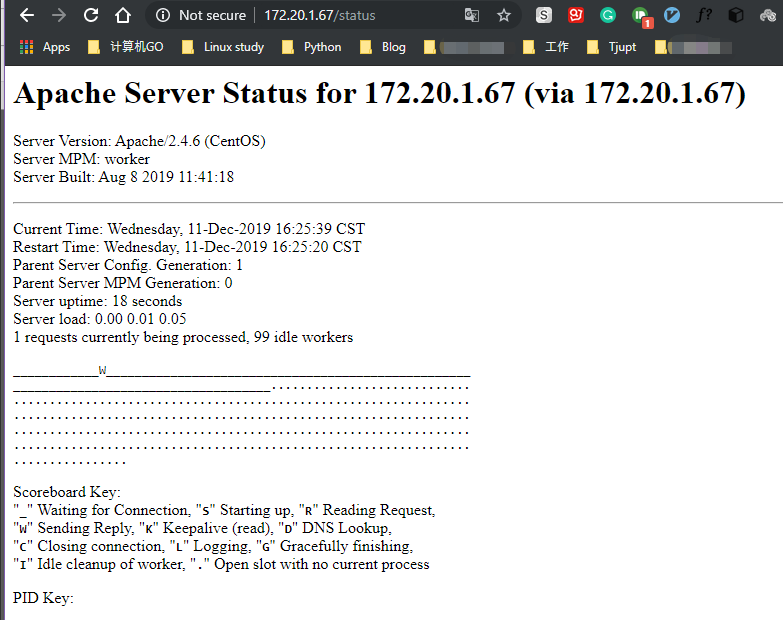 Not secure
172.20.1.67/status
S
1
f?
Apps
计算机GO
Linux study
Python
Blog
工作
Tjupt
Apache Server Status for 172.20.1.67 (via 172.20.1.67)
Server Version: Apache/2.4.6 (CentOS)
Server MPM: worker
Server Built: Aug 8 2019 11:41:18
Current Time: Wednesday, 11-Dec-2019 16:25:39 CST
Restart Time: Wednesday, 11-Dec-2019 16:25:20 CST
Parent Server Config. Generation: 1
Parent Server MPM Generation: 0
Server uptime: 18 seconds
Server load: 0.00 0.01 0.05
1 requests currently being processed, 99 idle workers
____________W___________________________________________________
____________________________________............................
................................................................
................................................................
................................................................
................................................................
................
Scoreboard Key:
"_" Waiting for Connection, "S" Starting up, "R" Reading Request,
"W" Sending Reply, "K" Keepalive (read), "D" DNS Lookup,
"C" Closing connection, "L" Logging, "G" Gracefully finishing,
"I" Idle cleanup of worker, "." Open slot with no current process
PID Key: